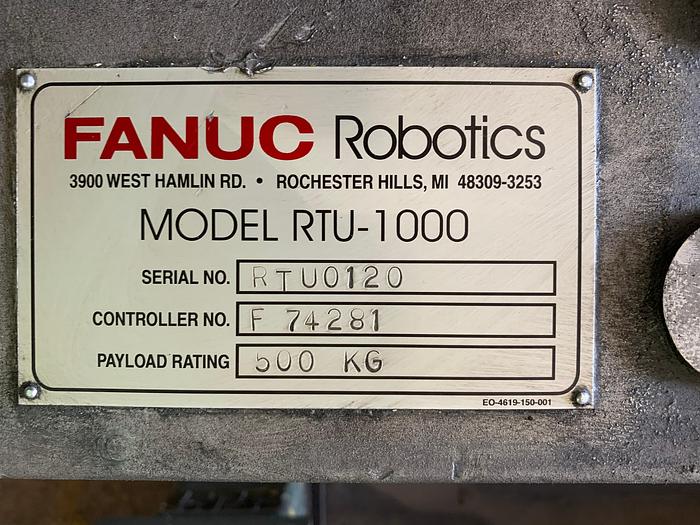 FANUC Robotics
3900 WEST HAMLIN RD. • ROCHESTER HILLS, MI 48309-3253
MODEL RTU-1000
SERIAL NO. RTU0120
CONTROLLER NO. F 74281
PAYLOAD RATING 500 KG
EO-4619-150-001